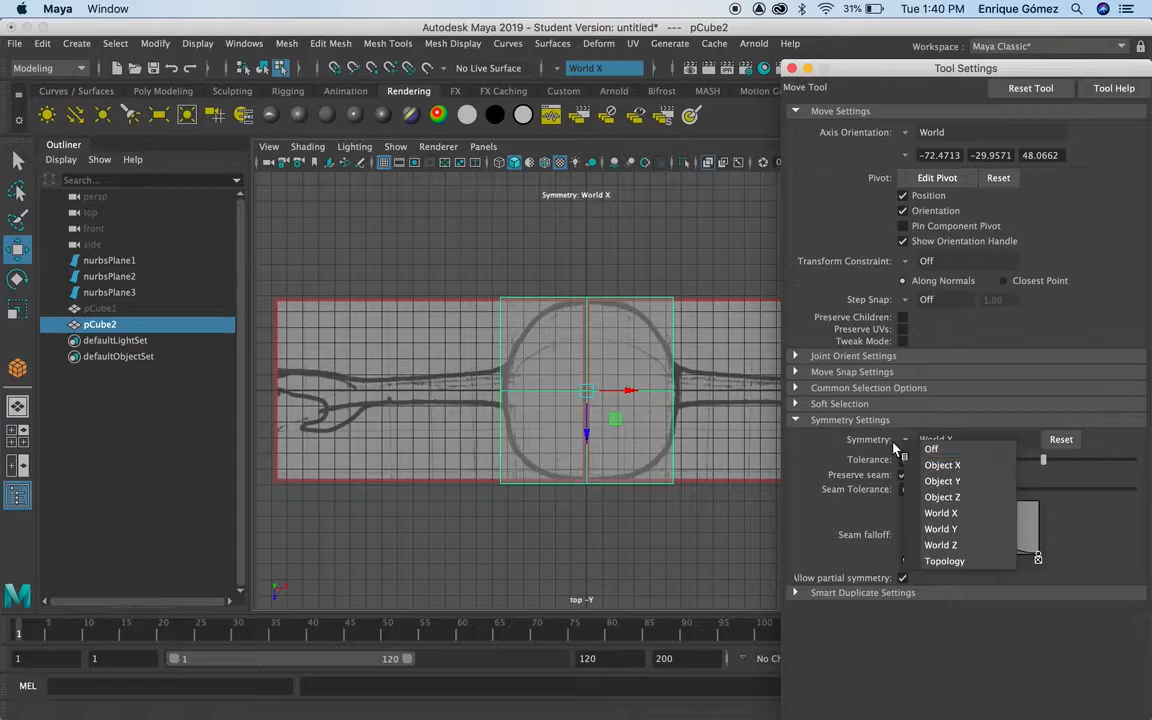 Maya Window 31% Tue 1:40 PM Enrique Gómez
Autodesk Maya 2019 - Student Version: untitled* --- pCube2
File Edit Create Select Modify Display Windows Mesh Edit Mesh Mesh Tools Mesh Display Curves Surfaces Deform UV Generate Cache Arnold Help Workspace : Maya Classic*
Modeling No Live Surface World X
Tool Settings
Move Tool Reset Tool Tool Help
Curves / Surfaces Poly Modeling Sculpting Rigging Animation Rendering FX FX Caching Custom Arnold Bifrost MASH Motion Gr
Move Settings
Axis Orientation: World
-72.4713 -29.9571 48.0662
Pivot: Edit Pivot Reset
Position
Orientation
Pin Component Pivot
Show Orientation Handle
Transform Constraint: Off
Along Normals Closest Point
Step Snap: Off 1.00
Preserve Children:
Preserve UVs:
Tweak Mode:
Joint Orient Settings
Move Snap Settings
Common Selection Options
Soft Selection
Symmetry Settings
Symmetry: World X Reset
Tolerance:
Preserve seam:
Seam Tolerance:
Seam falloff:
Allow partial symmetry:
Smart Duplicate Settings
Off
Object X
Object Y
Object Z
World X
World Y
World Z
Topology
Outliner
Display Show Help
Search...
persp
top
front
side
nurbsPlane1
nurbsPlane2
nurbsPlane3
pCube1
pCube2
defaultLightSet
defaultObjectSet
View Shading Lighting Show Renderer Panels
Symmetry: World X
top -Y
5 10 15 20 25 30 35 40 45 50 55 60 65 70 75 80 85 90 95 100
1
1 1 1 120 120 200 No Ch
MEL